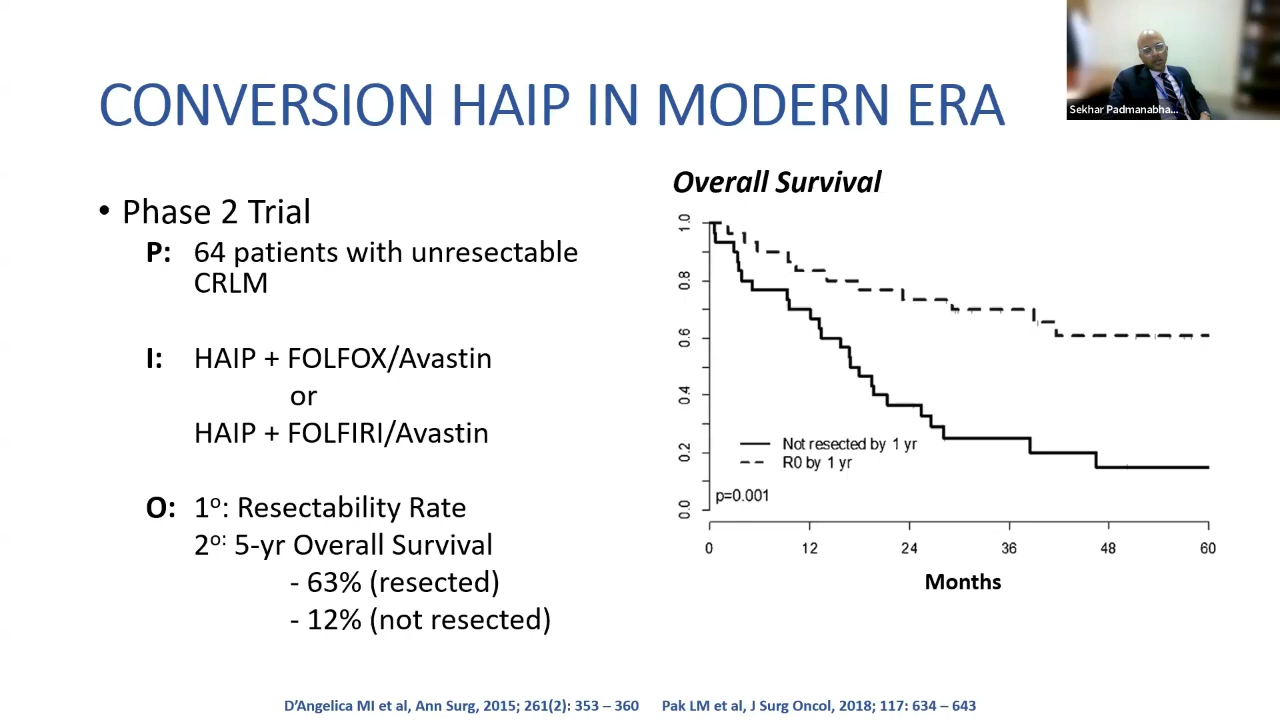 CONVERSION HAIP IN MODERN ERA
Sekhar Padmanabha...
• Phase 2 Trial
P: 64 patients with unresectable
CRLM
I: HAIP + FOLFOX/Avastin
or
HAIP + FOLFIRI/Avastin
O: 1º: Resectability Rate
2º: 5-yr Overall Survival
- 63% (resected)
- 12% (not resected)
Overall Survival
1.0
0.8
0.6
0.4
0.2
0.0
Not resected by 1 yr
R0 by 1 yr
p=0.001
0 12 24 36 48 60
Months
D'Angelica MI et al, Ann Surg, 2015; 261(2): 353 – 360 Pak LM et al, J Surg Oncol, 2018; 117: 634 – 643